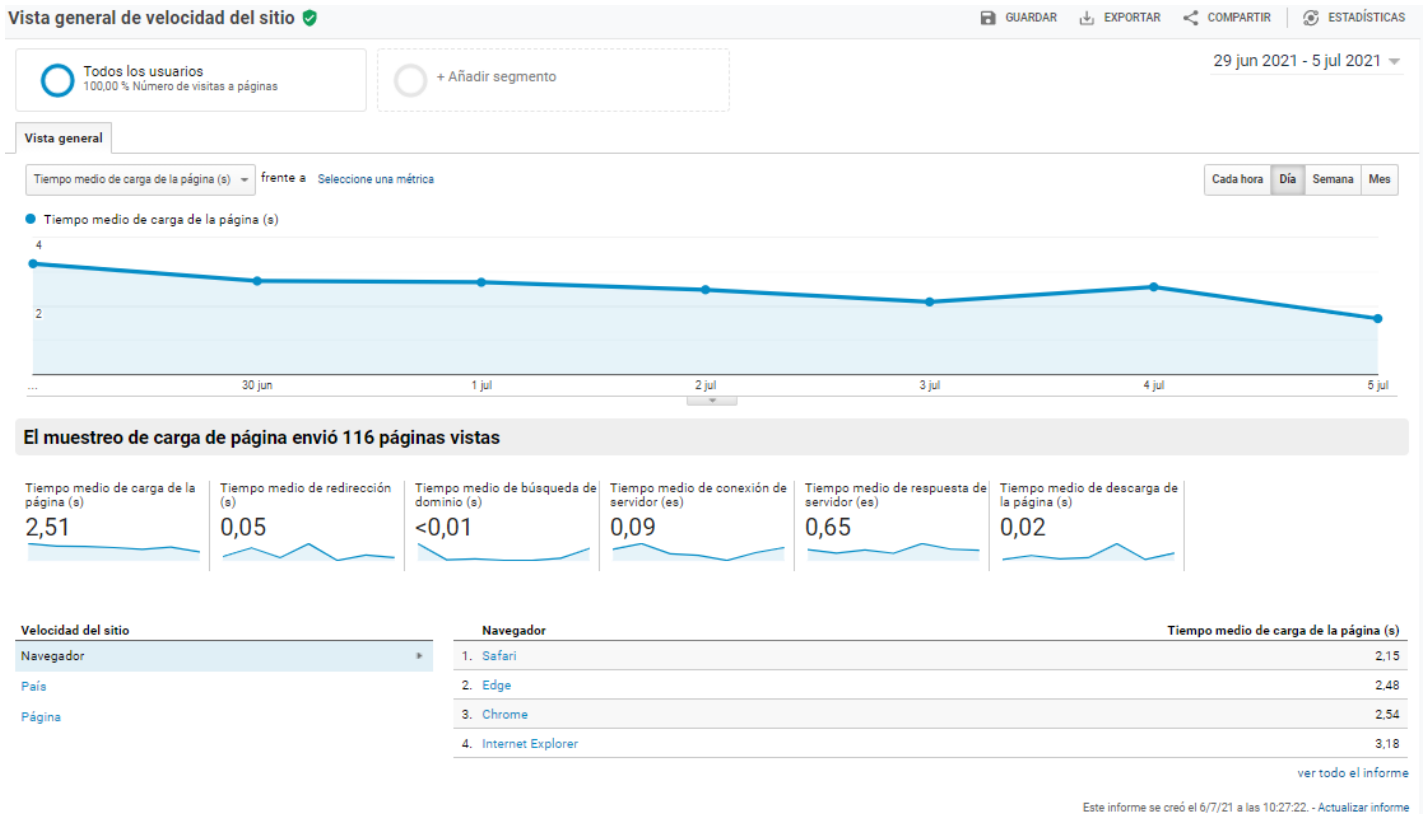 Vista general de velocidad del sitio
GUARDAR
EXPORTAR
COMPARTIR
ESTADÍSTICAS
Todos los usuarios
100,00 % Número de visitas a páginas
+ Añadir segmento
29 jun 2021 - 5 jul 2021
Vista general
Tiempo medio de carga de la página (s)
frente a
Seleccione una métrica
Cada hora
Día
Semana
Mes
Tiempo medio de carga de la página (s)
4
2
...
30 jun
1 jul
2 jul
3 jul
4 jul
5 jul
El muestreo de carga de página envió 116 páginas vistas
Tiempo medio de carga de la
página (s)
2,51
Tiempo medio de redirección
(s)
0,05
Tiempo medio de búsqueda de
dominio (s)
<0,01
Tiempo medio de conexión de
servidor (es)
0,09
Tiempo medio de respuesta de
servidor (es)
0,65
Tiempo medio de descarga de
la página (s)
0,02
Velocidad del sitio
Navegador
País
Página
Navegador
Tiempo medio de carga de la página (s)
1. Safari 2,15
2. Edge 2,48
3. Chrome 2,54
4. Internet Explorer 3,18
ver todo el informe
Este informe se creó el 6/7/21 a las 10:27:22. - Actualizar informe